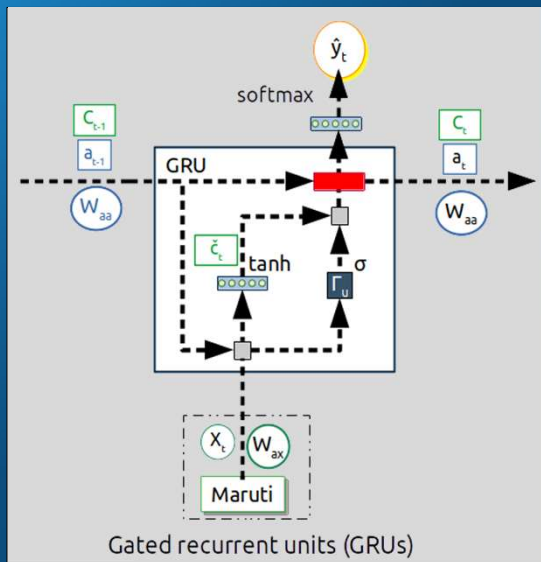 ŷt
softmax
Ct-1
at-1
Waa
GRU
Ct
at
Waa
č̃t
tanh
σ
Γu
Xt
Wax
Maruti
Gated recurrent units (GRUs)